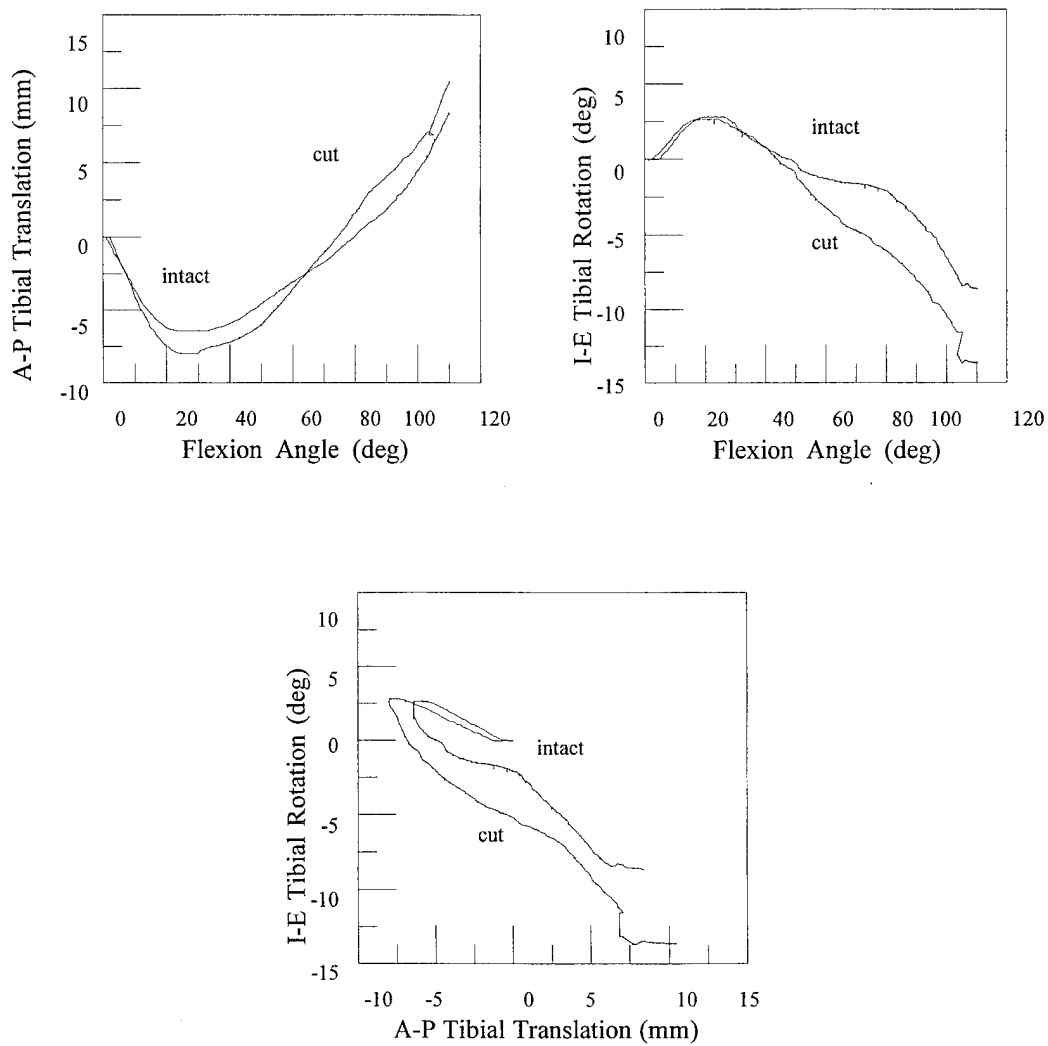 15
10
5
0
-5
-10
A-P Tibial Translation (mm)
cut
intact
0 20 40 60 80 100 120
Flexion Angle (deg)
10
5
0
-5
-10
-15
I-E Tibial Rotation (deg)
intact
cut
0 20 40 60 80 100 120
Flexion Angle (deg)
10
5
0
-5
-10
-15
I-E Tibial Rotation (deg)
intact
cut
-10 -5 0 5 10 15
A-P Tibial Translation (mm)